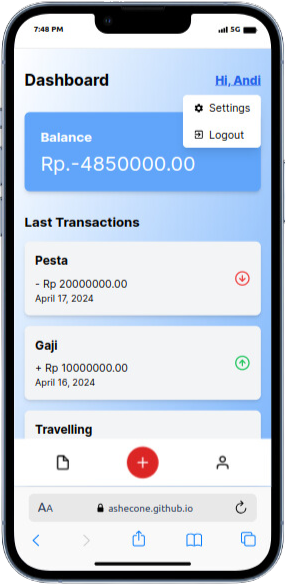 7:48 PM
5G
Dashboard
Hi, Andi
Settings
Logout
Balance
Rp.-4850000.00
Last Transactions
Pesta
- Rp 20000000.00
April 17, 2024
Gaji
+ Rp 10000000.00
April 16, 2024
Travelling
AA
ashecone.github.io